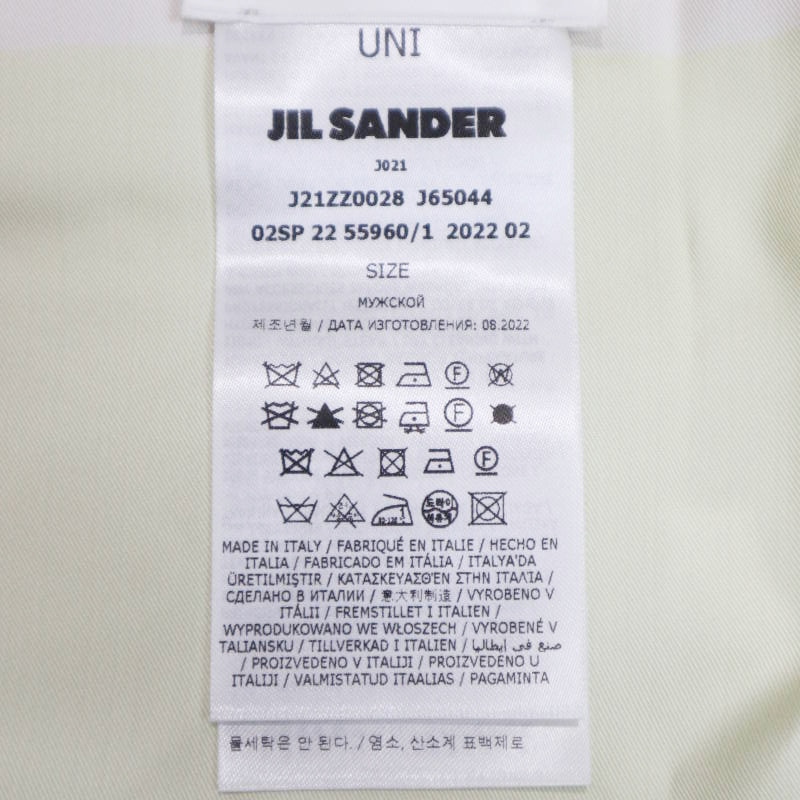 UNI
JIL SANDER
J021
J21ZZ0028 J65044
02SP 22 55960/1 2022 02
SIZE
МУЖСКОЙ
제조년월 / ДАТА ИЗГОТОВЛЕНИЯ: 08.2022
F W
F
F
드라이
MADE IN ITALY / FABRIQUÉ EN ITALIE / HECHO EN
ITALIA / FABRICADO EM ITÁLIA / ITALYA'DA
ÜRETILMIŞTIR / ΚΑΤΑΣΚΕΥΑΣΘΈΝ ΣΤΗΝ ΙΤΑΛΊΑ /
СДЕЛАНО В ИТАЛИИ / 意大利制造 / VYROBENO V
ITÁLII / FREMSTILLET I ITALIEN /
WYPRODUKOWANO WE WŁOSZECH / VYROBENÉ V
TALIANSKU / TILLVERKAD I ITALIEN / صنع في إيطاليا
/ PROIZVEDENO V ITALIJI / PROIZVEDENO U
ITALIJI / VALMISTATUD ITAALIAS / PAGAMINTA
물세탁은 안 된다. / 염소, 산소계 표백제로